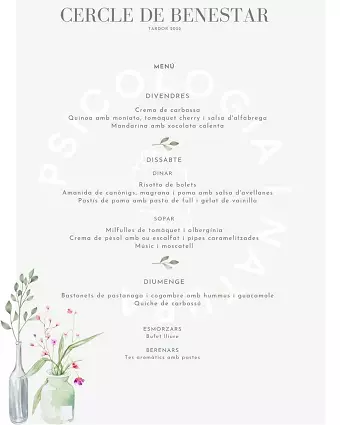 CERCLE DE BENESTAR
TARDOR 2022
MENÚ
DIVENDRES
Crema de carbassa
Quinoa amb moniato, tomàquet cherry i salsa d'alfàbrega
Mandarina amb xocolata calenta
DISSABTE
DINAR
Risotto de bolets
Amanida de canònigs, magrana i poma amb salsa d'avellanes
Pastís de poma amb pasta de full i gelat de vainilla
SOPAR
Milfulles de tomàquet i albergínia
Crema de pèsol amb ou escalfat i pipes caramelitzades
Músic i moscatell
DIUMENGE
Bastonets de pastanaga i cogombre amb hummus i guacamole
Quiche de carbassó
ESMORZARS
Bufet lliure
BERENARS
Tes aromàtics amb pastes
PSICOLOGIA